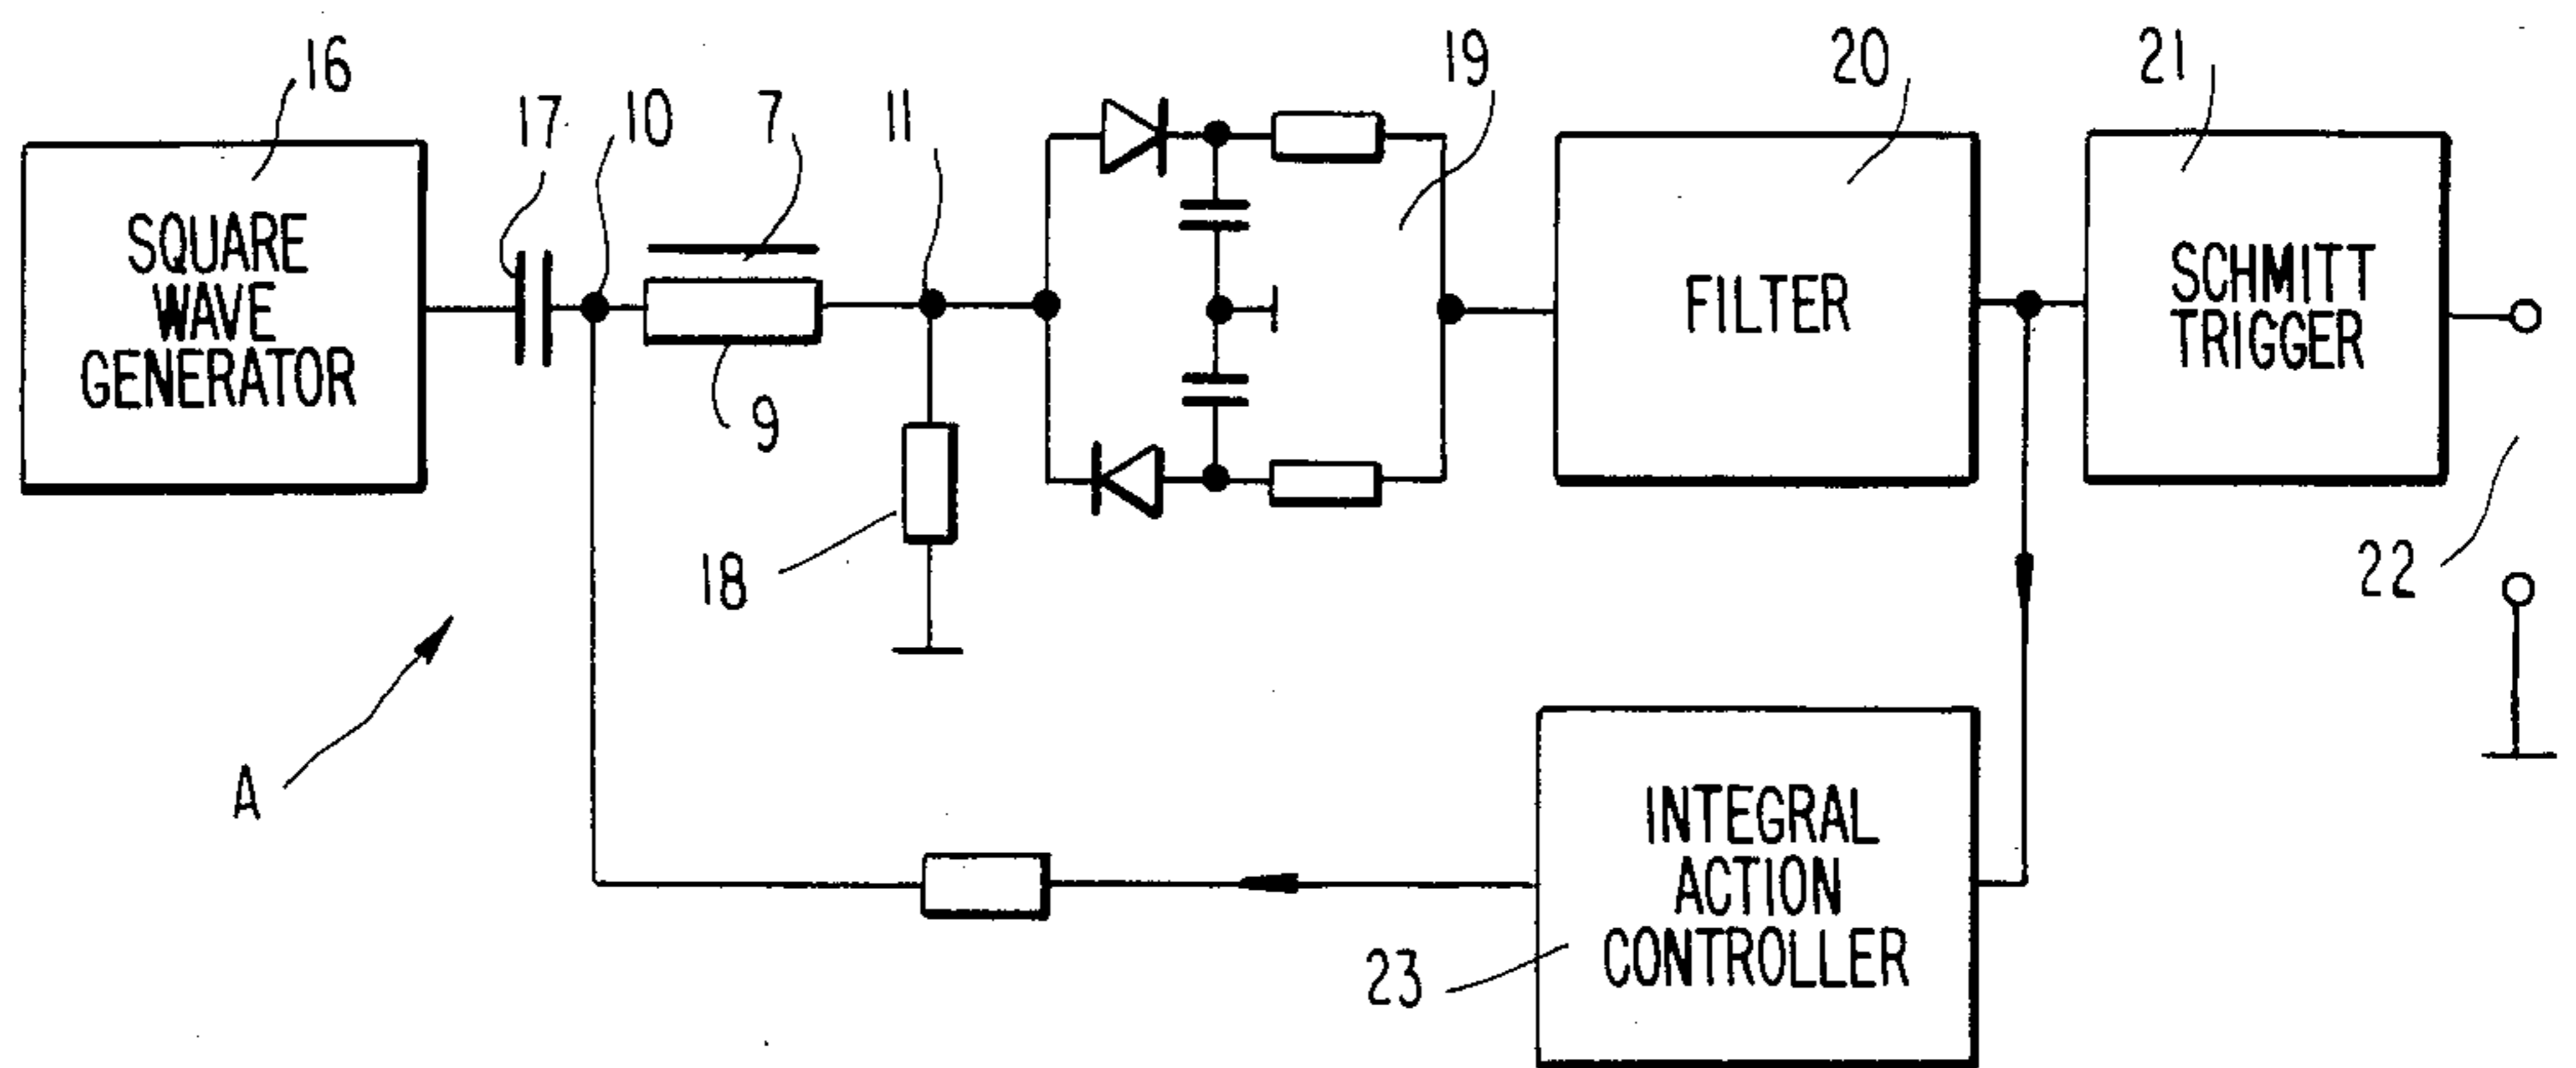 16
17
10
7
11
19
20
21
SQUARE
WAVE
GENERATOR
FILTER
SCHMITT
TRIGGER
9
18
22
A
INTEGRAL
ACTION
CONTROLLER
23